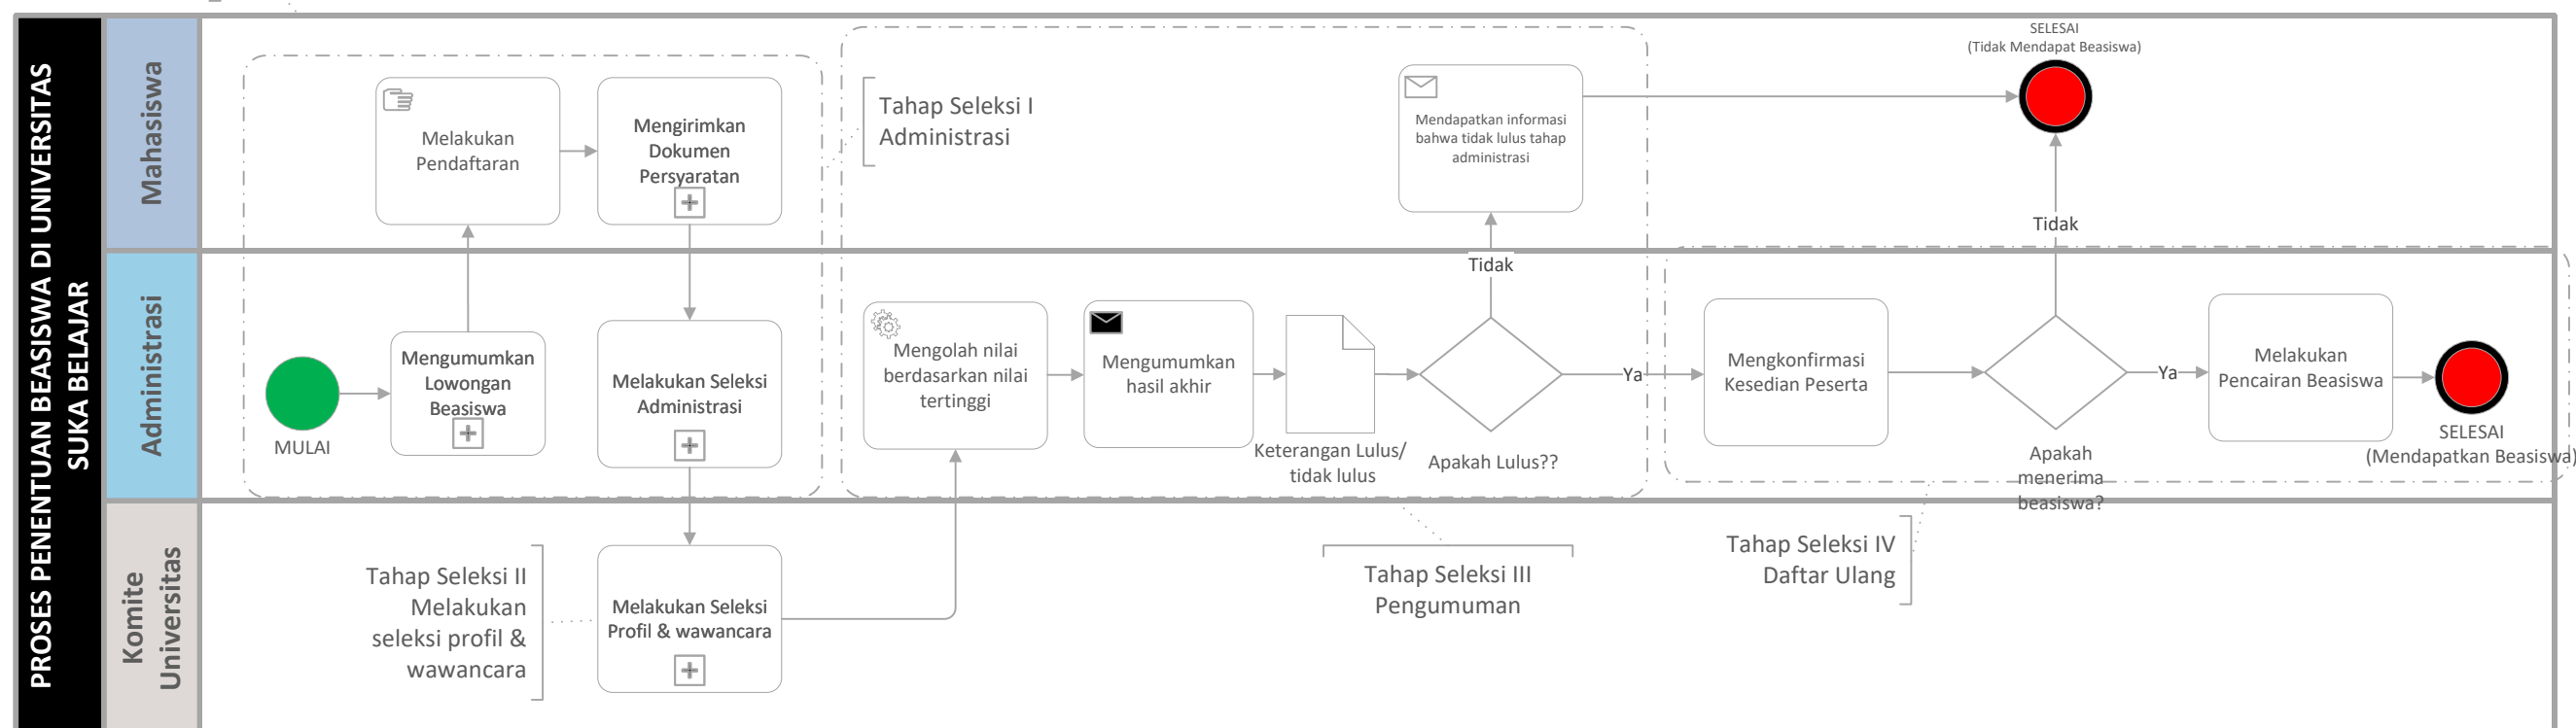 PROSES PENENTUAN BEASISWA DI UNIVERSITAS
SUKA BELAJAR
Mahasiswa
Melakukan
Pendaftaran
Mengirimkan
Dokumen
Persyaratan
Tahap Seleksi I
Administrasi
Mendapatkan informasi
bahwa tidak lulus tahap
administrasi
SELESAI
(Tidak Mendapat Beasiswa)
Tidak
Tidak
Administrasi
MULAI
Mengumumkan
Lowongan
Beasiswa
Melakukan Seleksi
Administrasi
Mengolah nilai
berdasarkan nilai
tertinggi
Mengumumkan
hasil akhir
Keterangan Lulus/
tidak lulus
Apakah Lulus??
Ya
Mengkonfirmasi
Kesedian Peserta
Apakah
menerima
beasiswa?
Ya
Melakukan
Pencairan Beasiswa
SELESAI
(Mendapatkan Beasiswa)
Komite
Universitas
Tahap Seleksi II
Melakukan
seleksi profil &
wawancara
Melakukan Seleksi
Profil & wawancara
Tahap Seleksi III
Pengumuman
Tahap Seleksi IV
Daftar Ulang